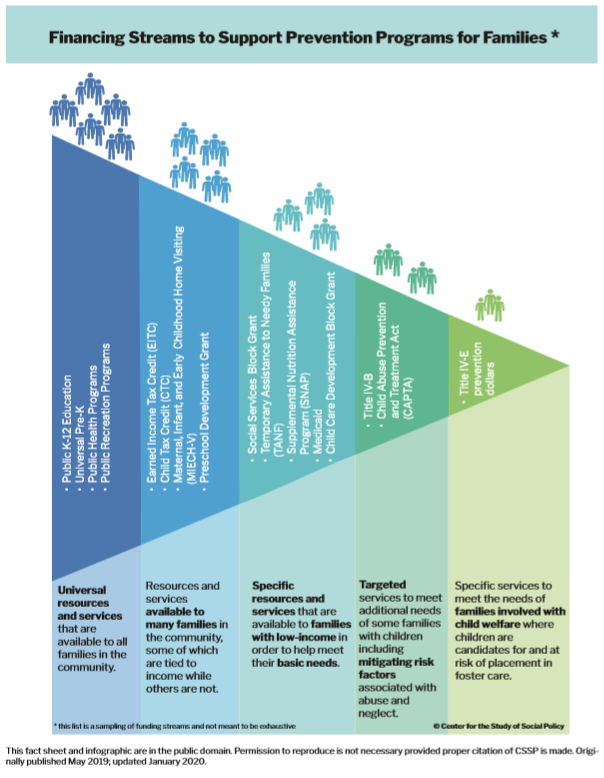 Financing Streams to Support Prevention Programs for Families *
• Public K-12 Education
• Universal Pre-K
• Public Health Programs
• Public Recreation Programs
• Earned Income Tax Credit (EITC)
• Child Tax Credit (CTC)
• Maternal, Infant, and Early Childhood Home Visiting
(MIECH-V)
• Preschool Development Grant
• Social Services Block Grant
• Temporary Assistance to Needy Families
(TANF)
• Supplemental Nutrition Assistance
Program (SNAP)
• Medicaid
• Child Care Development Block Grant
• Title IV-B
• Child Abuse Prevention
and Treatment Act
(CAPTA)
• Title IV-E
prevention
dollars
Universal
resources
and services
that are
available to all
families in the
community.
Resources and
services
available to
many families in
the community,
some of which
are tied to
income while
others are not.
Specific
resources and
services that are
available to families
with low-income in
order to help meet
their basic needs.
Targeted
services to meet
additional needs
of some families
with children
including
mitigating risk
factors
associated with
abuse and
neglect.
Specific services to
meet the needs of
families involved with
child welfare where
children are
candidates for and at
risk of placement in
foster care.
* this list is a sampling of funding streams and not meant to be exhaustive
© Center for the Study of Social Policy
This fact sheet and infographic are in the public domain. Permission to reproduce is not necessary provided proper citation of CSSP is made. Origi-
nally published May 2019; updated January 2020.